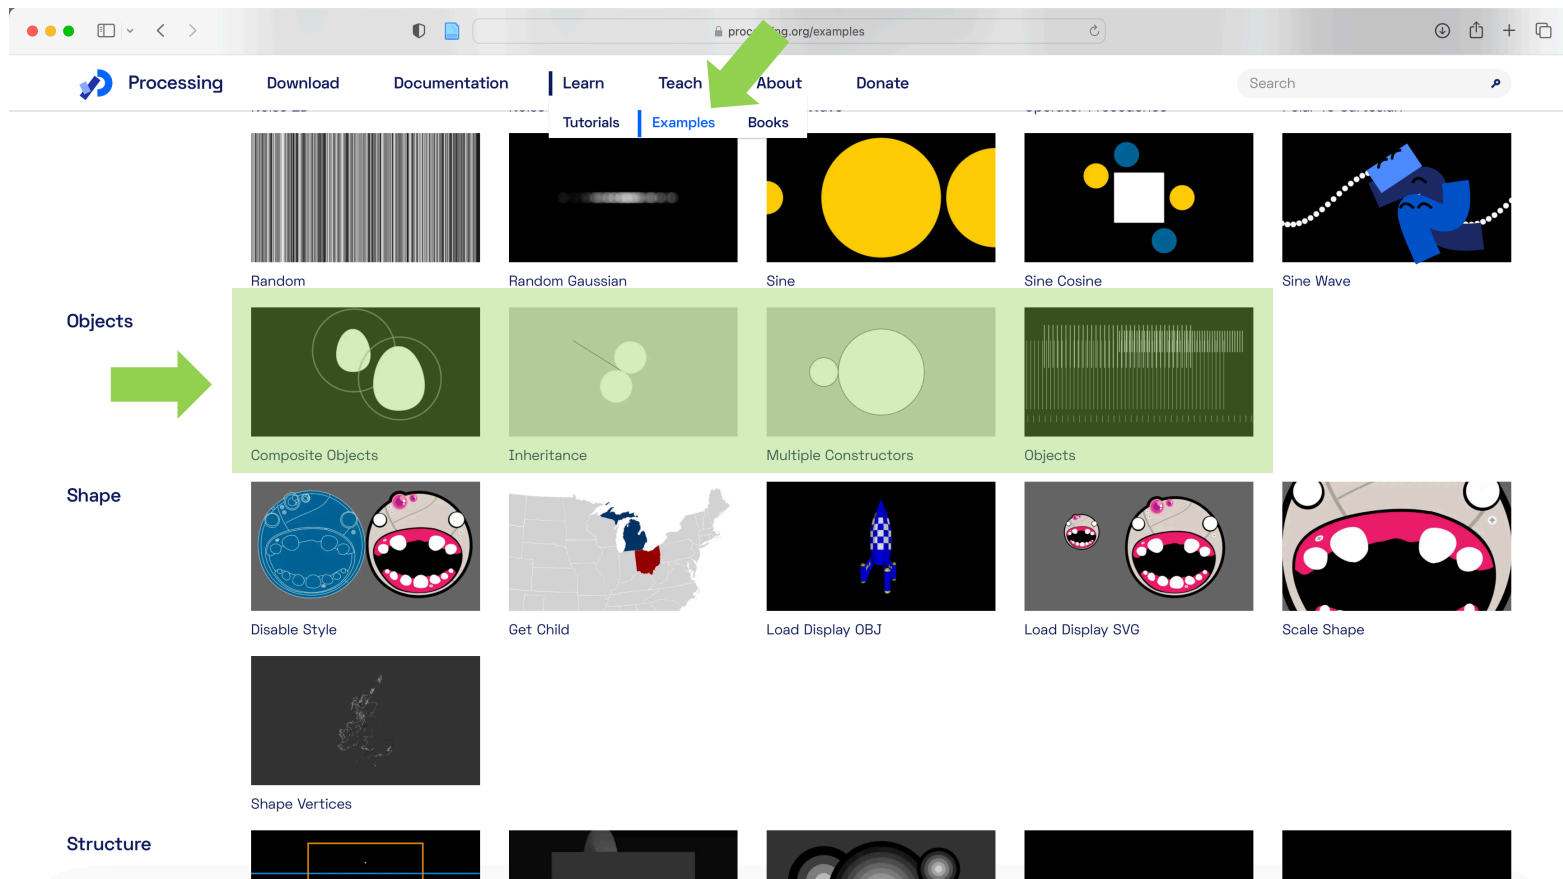 processing.org/examples
Processing
Download
Documentation
Learn
Teach
About
Donate
Search
Tutorials
Examples
Books
Random
Random Gaussian
Sine
Sine Cosine
Sine Wave
Objects
Composite Objects
Inheritance
Multiple Constructors
Objects
Shape
Disable Style
Get Child
Load Display OBJ
Load Display SVG
Scale Shape
Shape Vertices
Structure